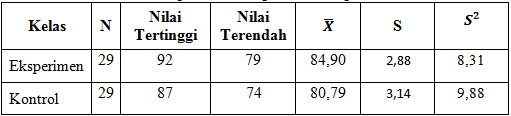 Kelas N Nilai Tertinggi Nilai Terendah X̅ S S²
Eksperimen 29 92 79 84,90 2,88 8,31
Kontrol 29 87 74 80,79 3,14 9,88